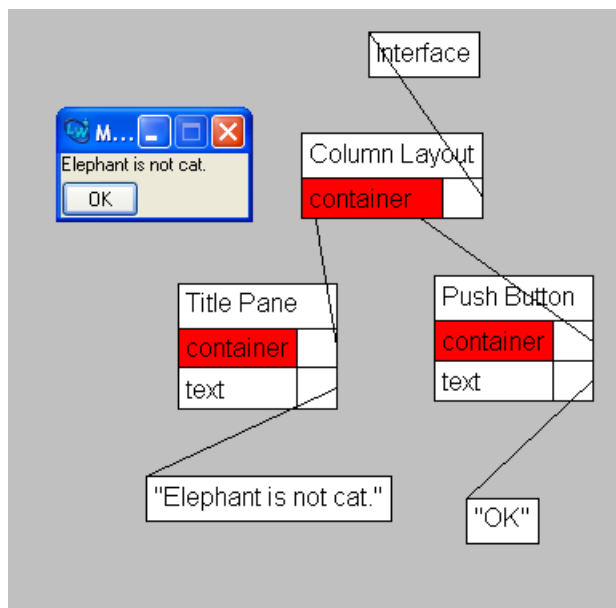 Interface
M...
Elephant is not cat.
OK
Column Layout
container
Title Pane
container
text
Push Button
container
text
"Elephant is not cat."
"OK"